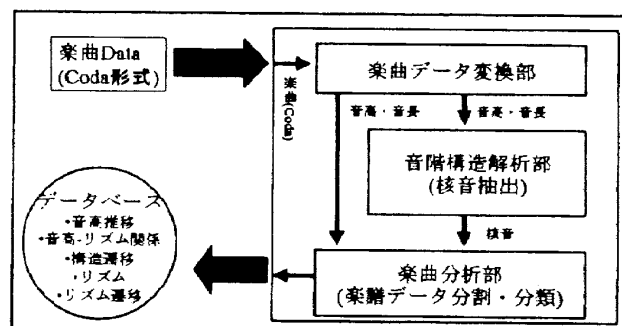 楽曲Data
(Coda形式)
楽曲(Coda)
楽曲データ変換部
音高・音長
音高・音長
音階構造解析部
(核音抽出)
核音
データベース
•音高推移
•音高-リズム関係
•構造遷移
•リズム
•リズム遷移
楽曲分析部
(楽譜データ分割・分類)